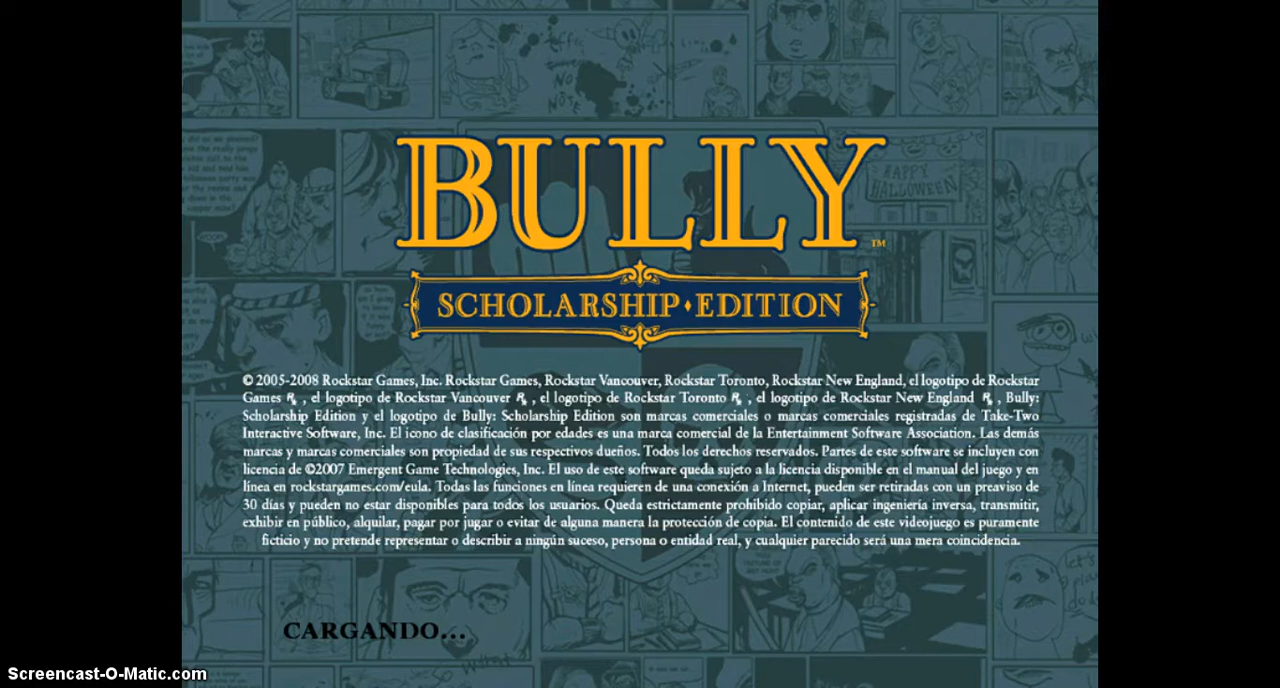 BULLY™
SCHOLARSHIP EDITION
HAPPY
HALLOWEEN
© 2005-2008 Rockstar Games, Inc. Rockstar Games, Rockstar Vancouver, Rockstar Toronto, Rockstar New England, el logotipo de Rockstar
Games , el logotipo de Rockstar Vancouver , el logotipo de Rockstar Toronto , el logotipo de Rockstar New England , Bully:
Scholarship Edition y el logotipo de Bully: Scholarship Edition son marcas comerciales o marcas comerciales registradas de Take-Two
Interactive Software, Inc. El icono de clasificación por edades es una marca comercial de la Entertainment Software Association. Las demás
marcas y marcas comerciales son propiedad de sus respectivos dueños. Todos los derechos reservados. Partes de este software se incluyen con
licencia de ©2007 Emergent Game Technologies, Inc. El uso de este software queda sujeto a la licencia disponible en el manual del juego y en
línea en rockstargames.com/eula. Todas las funciones en línea requieren de una conexión a Internet, pueden ser retiradas con un preaviso de
30 días y pueden no estar disponibles para todos los usuarios. Queda estrictamente prohibido copiar, aplicar ingeniería inversa, transmitir,
exhibir en público, alquilar, pagar por jugar o evitar de alguna manera la protección de copia. El contenido de este videojuego es puramente
ficticio y no pretende representar o describir a ningún suceso, persona o entidad real, y cualquier parecido será una mera coincidencia.
CARGANDO...
Screencast-O-Matic.com